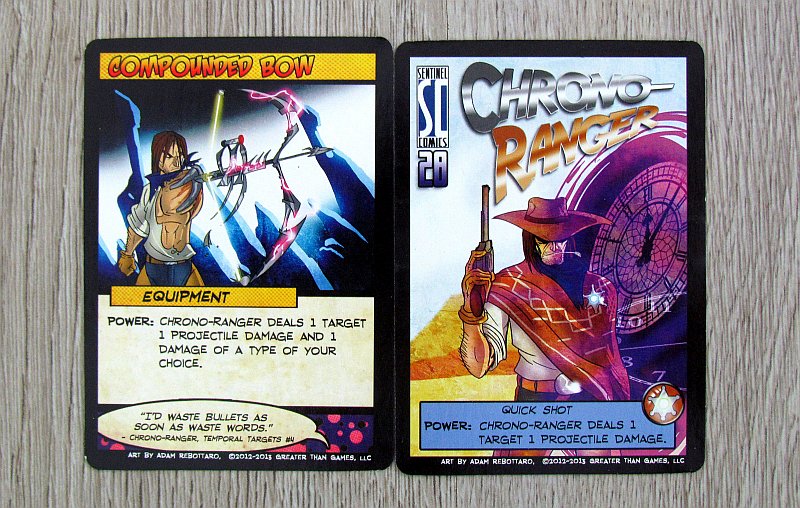 COMPOUNDED BOW
EQUIPMENT
POWER: CHRONO-RANGER DEALS 1 TARGET
1 PROJECTILE DAMAGE AND 1
DAMAGE OF A TYPE OF YOUR
CHOICE.
"I'D WASTE BULLETS AS
SOON AS WASTE WORDS."
- CHRONO-RANGER, TEMPORAL TARGETS #4
ART BY ADAM REBOTTARO, ©2012-2013 GREATER THAN GAMES, LLC
SENTINEL
SC
COMICS
28
CHRONO-
RANGER
QUICK SHOT
POWER: CHRONO-RANGER DEALS 1
TARGET 1 PROJECTILE DAMAGE.
ART BY ADAM REBOTTARO, ©2012-2013 GREATER THAN GAMES, LLC